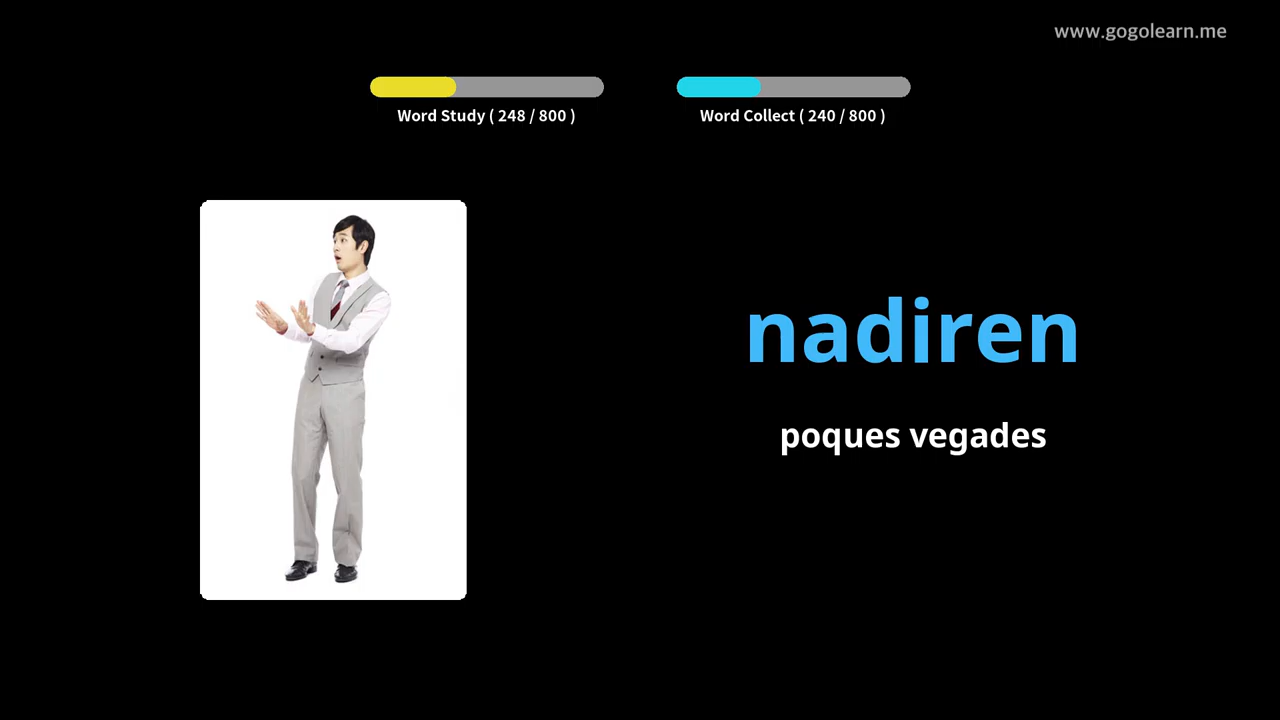 www.gogolearn.me
Word Study ( 248 / 800 )
Word Collect ( 240 / 800 )
nadiren
poques vegades